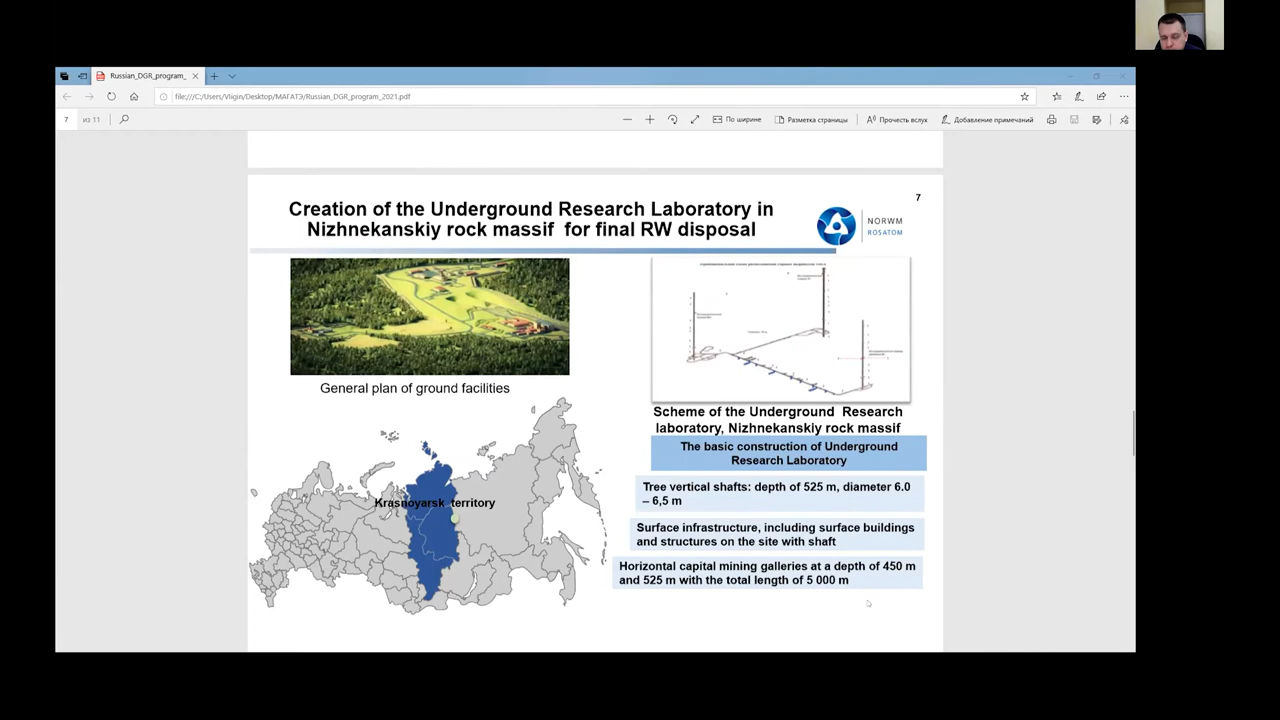 Russian_DGR_program_
file:///C:/Users/Vligin/Desktop/МАГАТЭ/Russian_DGR_program_2021.pdf
7 из 11
По ширине
Разметка страницы
Прочесть вслух
Добавление примечаний
7
Creation of the Underground Research Laboratory in
Nizhnekanskiy rock massif for final RW disposal
NORWM
ROSATOM
General plan of ground facilities
Scheme of the Underground Research
laboratory, Nizhnekanskiy rock massif
The basic construction of Underground
Research Laboratory
Tree vertical shafts: depth of 525 m, diameter 6.0
– 6,5 m
Krasnoyarsk territory
Surface infrastructure, including surface buildings
and structures on the site with shaft
Horizontal capital mining galleries at a depth of 450 m
and 525 m with the total length of 5 000 m